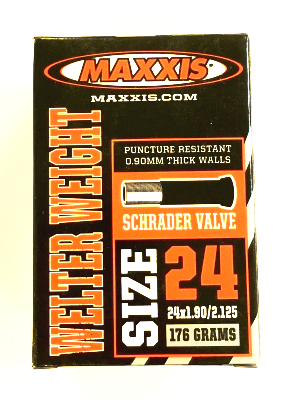 MAXXIS
MAXXIS.COM
WELTER WEIGHT
PUNCTURE RESISTANT
0.90MM THICK WALLS
SCHRADER VALVE
SIZE
24
24x1.90/2.125
176 GRAMS